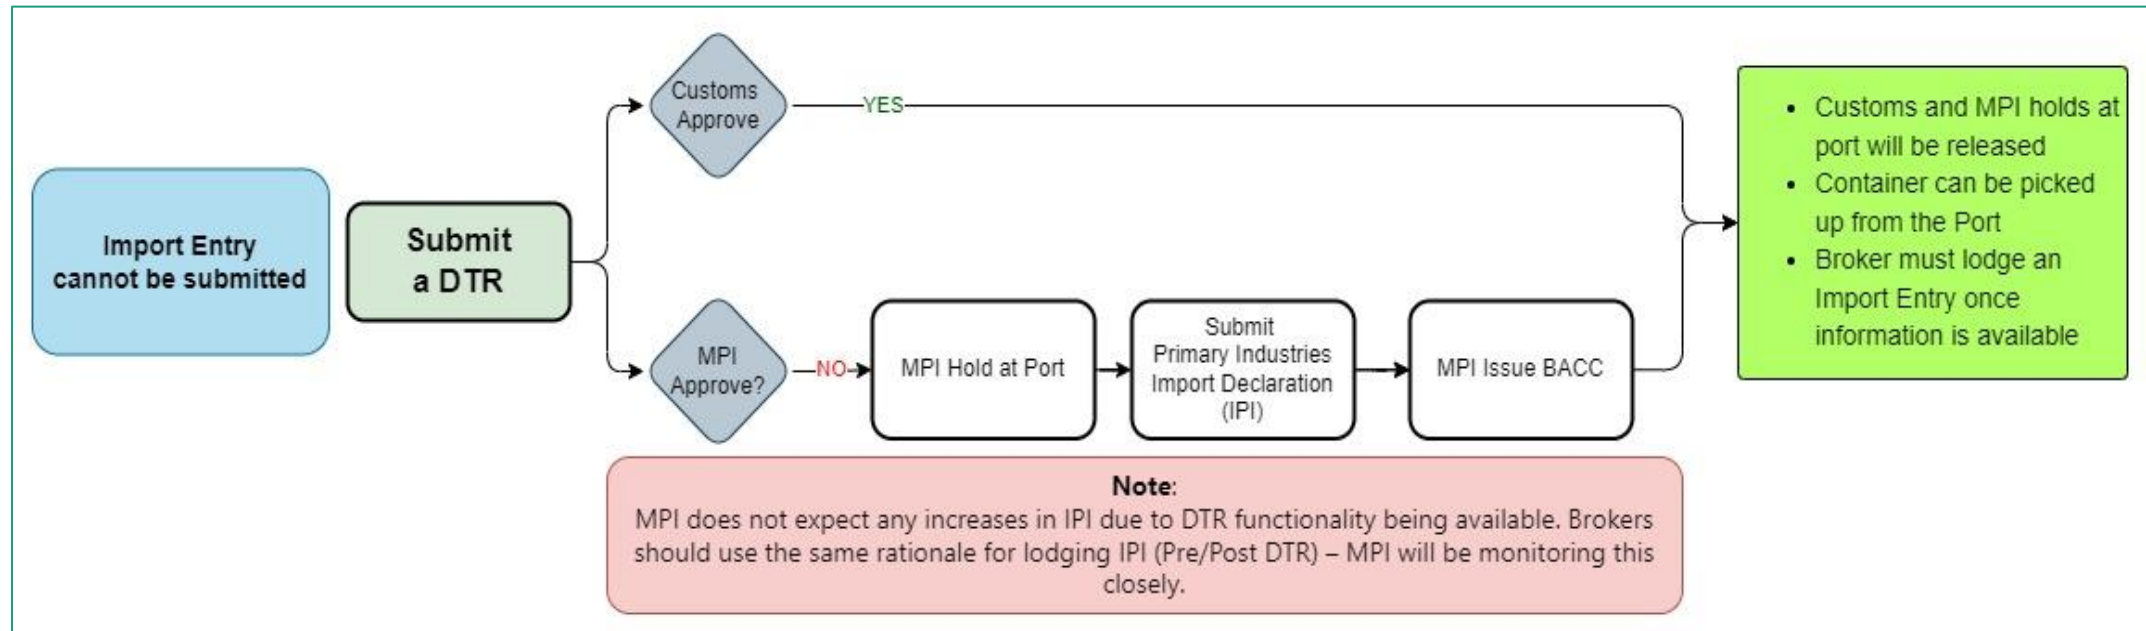 Import Entry
cannot be submitted
Submit
a DTR
Customs
Approve
YES
MPI
Approve?
NO
MPI Hold at Port
Submit
Primary Industries
Import Declaration
(IPI)
MPI Issue BACC
• Customs and MPI holds at
port will be released
• Container can be picked
up from the Port
• Broker must lodge an
Import Entry once
information is available
Note:
MPI does not expect any increases in IPI due to DTR functionality being available. Brokers
should use the same rationale for lodging IPI (Pre/Post DTR) – MPI will be monitoring this
closely.